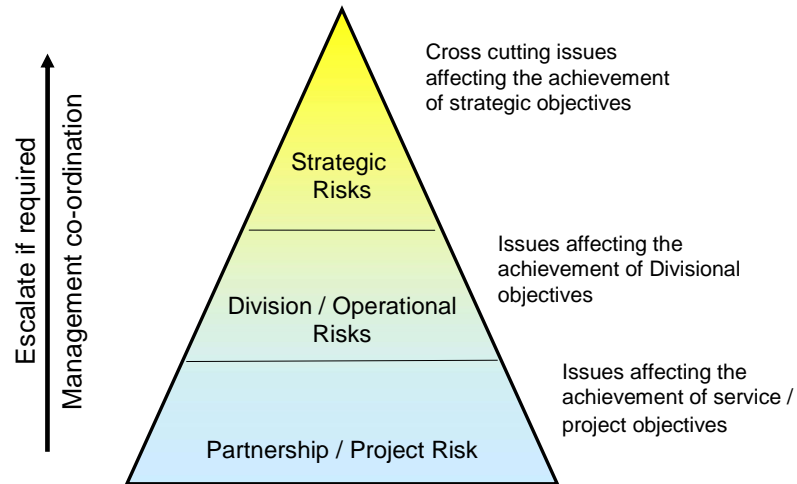 Cross cutting issues
affecting the achievement
of strategic objectives
Escalate if required
Management co-ordination
Strategic
Risks
Issues affecting the
achievement of Divisional
objectives
Division / Operational
Risks
Issues affecting the
achievement of service /
project objectives
Partnership / Project Risk